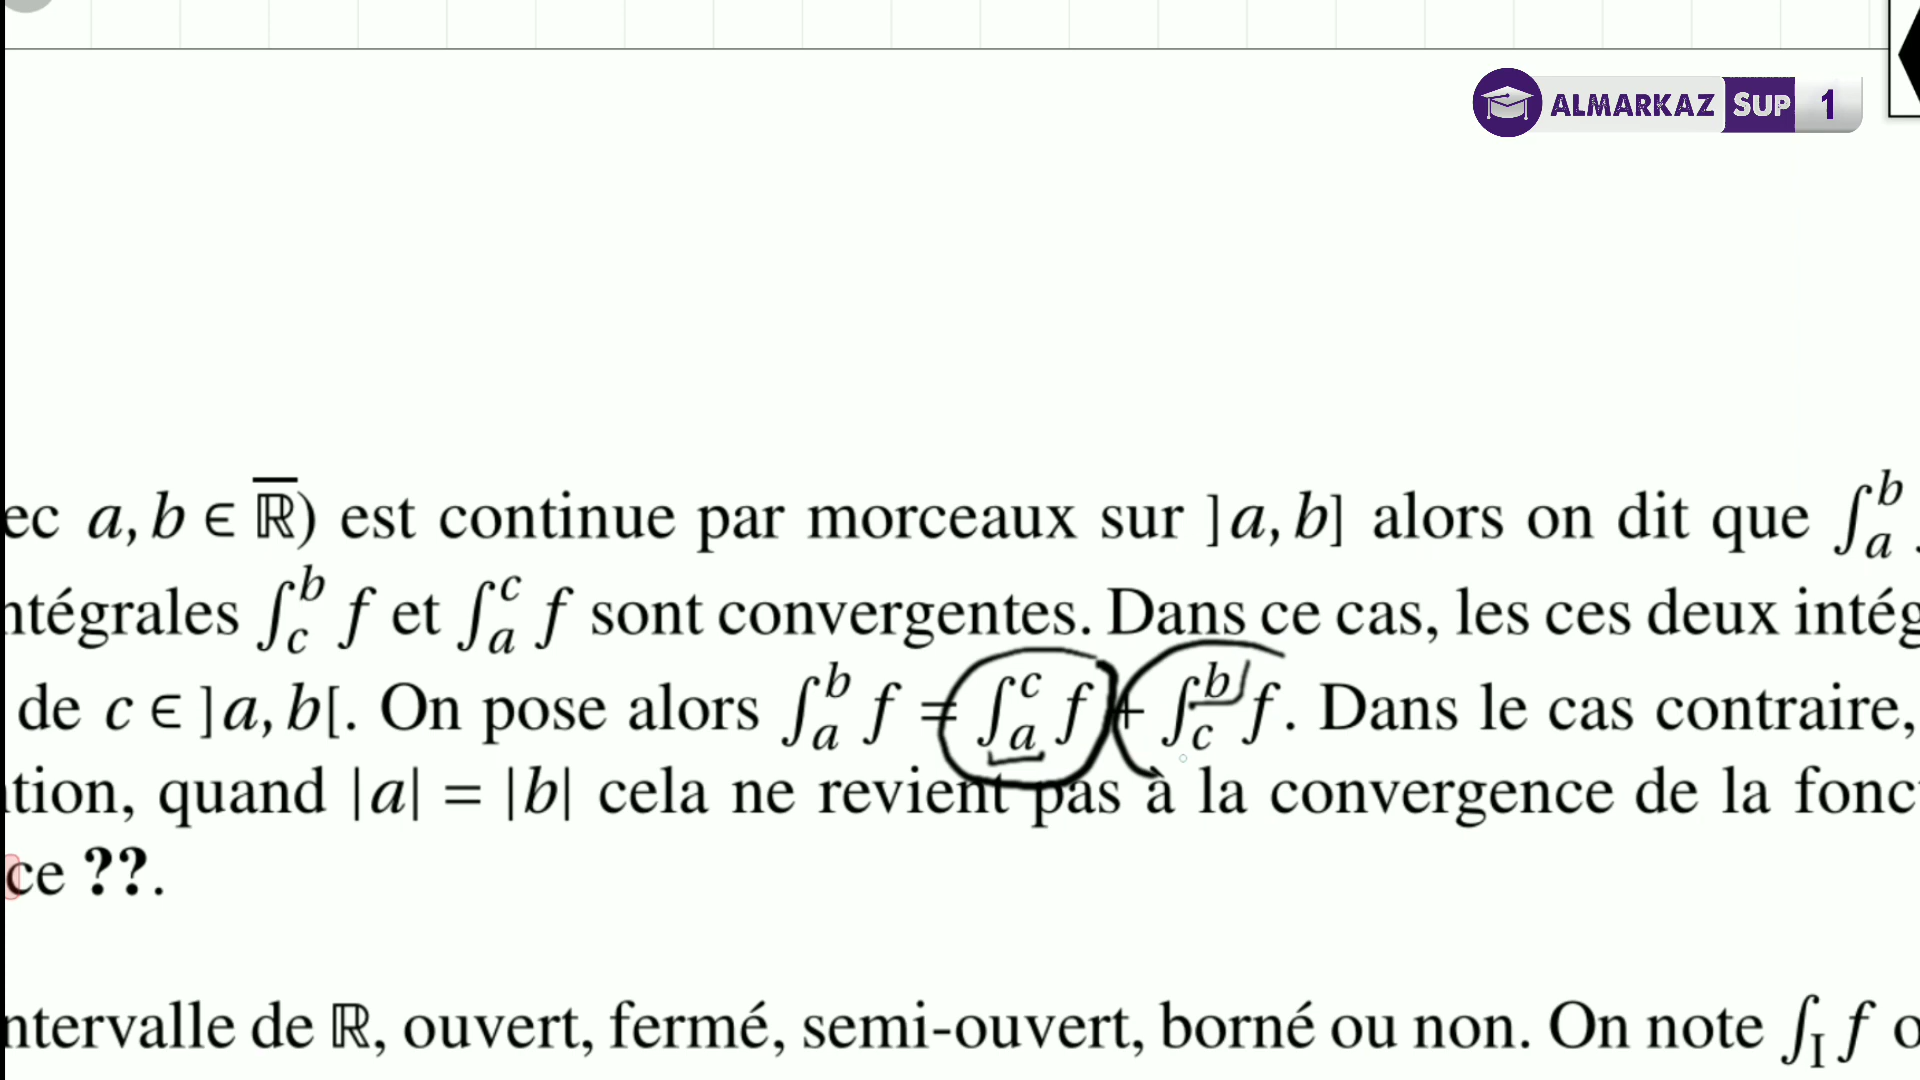 ALMARKAZ SUP 1
ec a, b ∈ ℝ̅) est continue par morceaux sur ]a, b] alors on dit que ∫_a^b
ntégrales ∫_c^b f et ∫_a^c f sont convergentes. Dans ce cas, les ces deux intég
de c ∈ ]a, b[. On pose alors ∫_a^b f = ∫_a^c f + ∫_c^b f. Dans le cas contraire,
tion, quand |a| = |b| cela ne revient pas à la convergence de la fonc
ce ??.
ntervalle de ℝ, ouvert, fermé, semi-ouvert, borné ou non. On note ∫_I f o